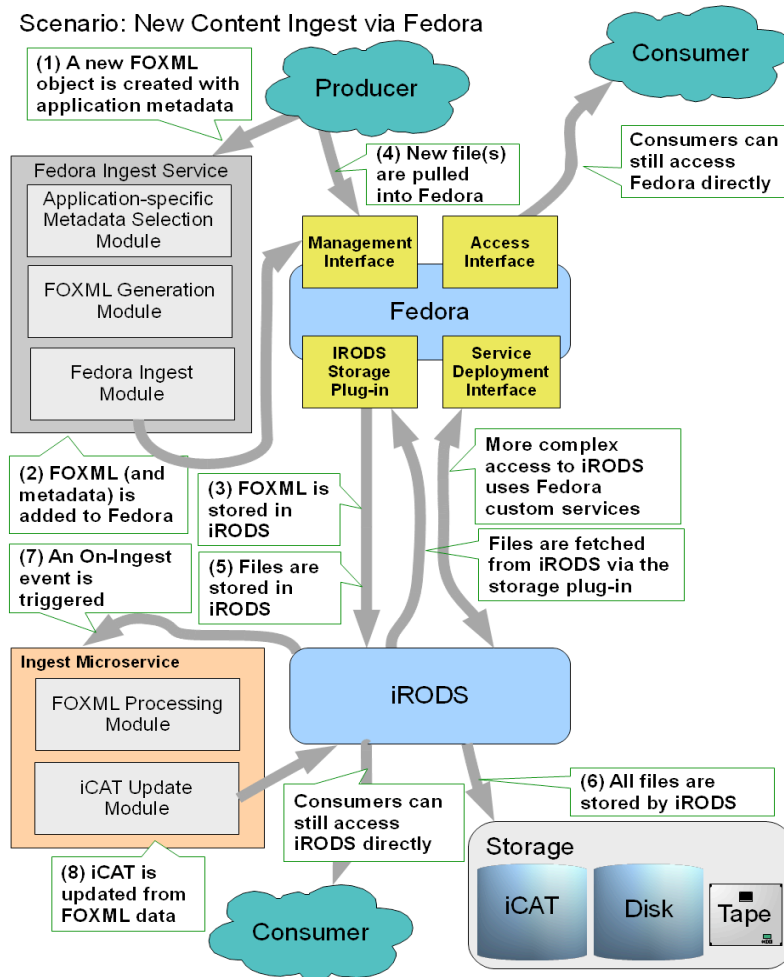 Scenario: New Content Ingest via Fedora
(1) A new FOXML
object is created with
application metadata
Producer
Consumer
(4) New file(s)
are pulled
into Fedora
Consumers can
still access
Fedora directly
Fedora Ingest Service
Application-specific
Metadata Selection
Module
FOXML Generation
Module
Fedora Ingest
Module
Management
Interface
Access
Interface
Fedora
IRODS
Storage
Plug-in
Service
Deployment
Interface
(2) FOXML (and
metadata) is
added to Fedora
(3) FOXML is
stored in
iRODS
More complex
access to iRODS
uses Fedora
custom services
(7) An On-Ingest
event is
triggered
(5) Files are
stored in
iRODS
Files are fetched
from iRODS via the
storage plug-in
Ingest Microservice
FOXML Processing
Module
iCAT Update
Module
iRODS
Consumers can
still access
iRODS directly
(6) All files are
stored by iRODS
(8) iCAT is
updated from
FOXML data
Consumer
Storage
iCAT
Disk
Tape